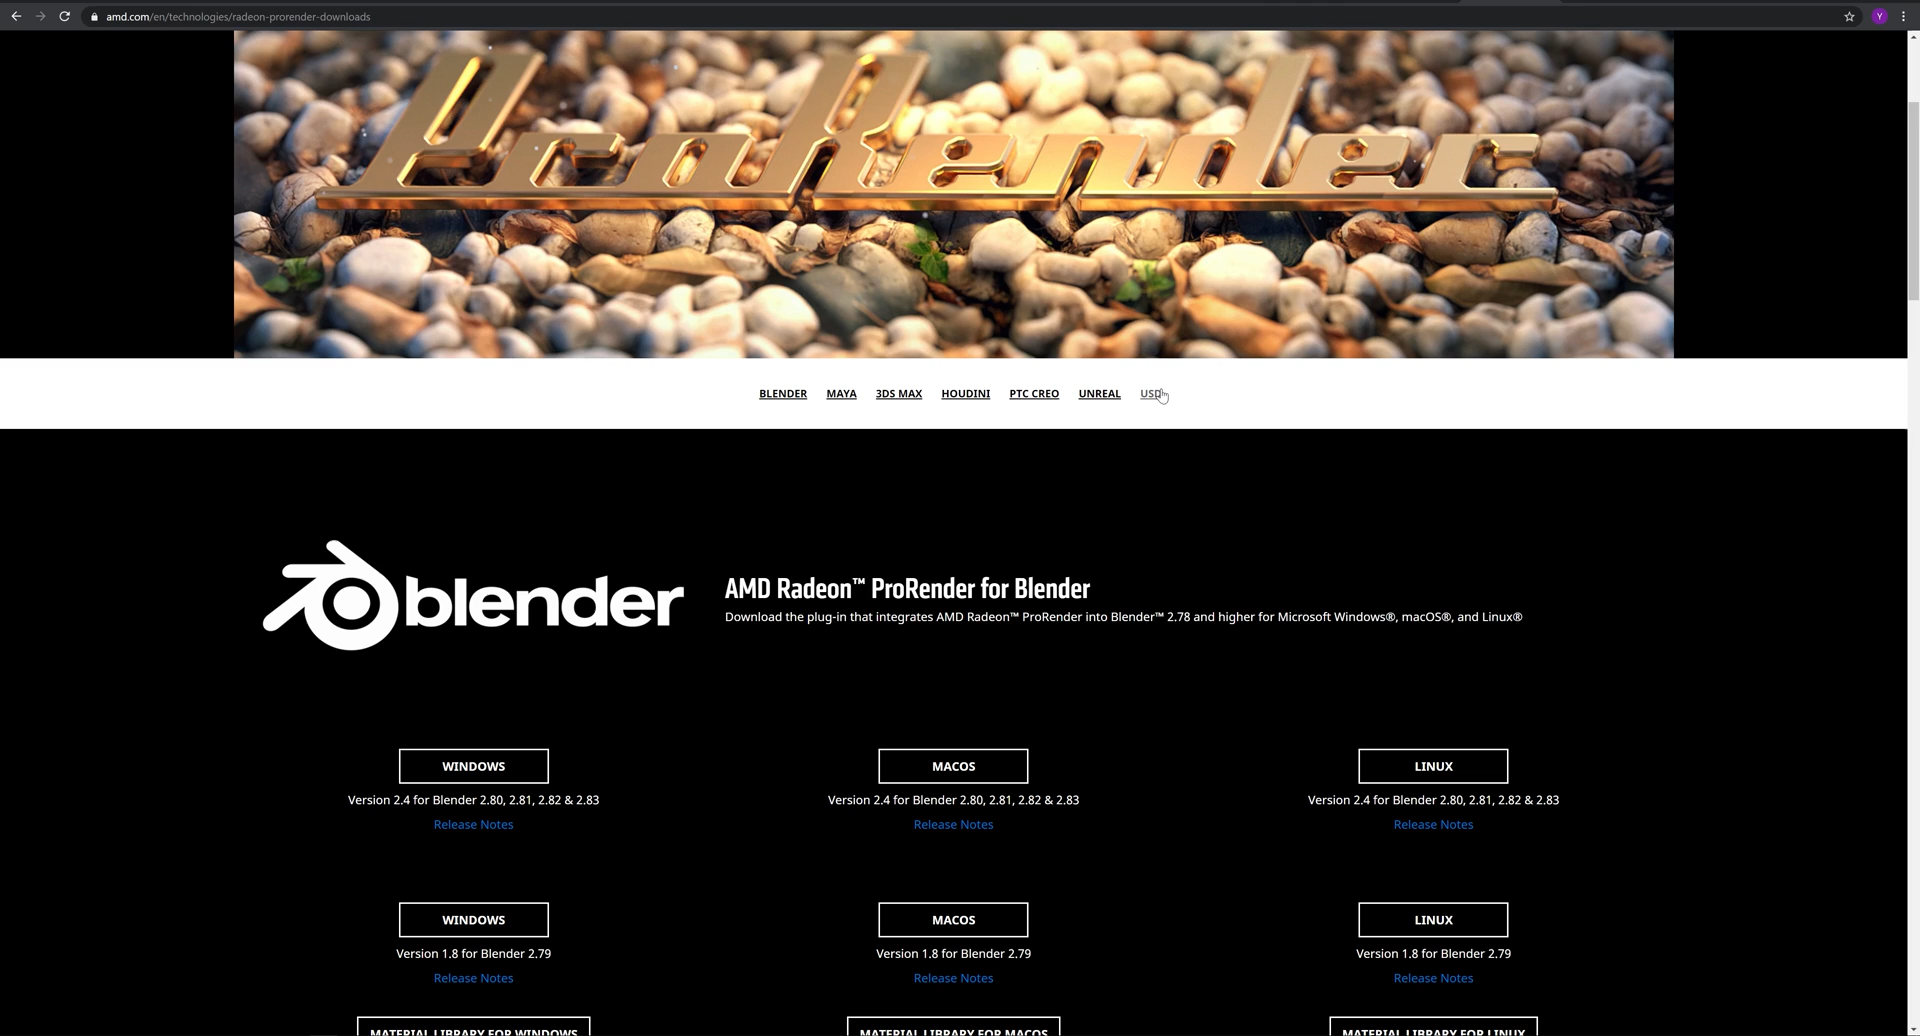 amd.com/en/technologies/radeon-prorender-downloads
Y
ProRender
BLENDER MAYA 3DS MAX HOUDINI PTC CREO UNREAL USD
blender
AMD Radeon™ ProRender for Blender
Download the plug-in that integrates AMD Radeon™ ProRender into Blender™ 2.78 and higher for Microsoft Windows®, macOS®, and Linux®
WINDOWS MACOS LINUX
Version 2.4 for Blender 2.80, 2.81, 2.82 & 2.83 Version 2.4 for Blender 2.80, 2.81, 2.82 & 2.83 Version 2.4 for Blender 2.80, 2.81, 2.82 & 2.83
Release Notes Release Notes Release Notes
WINDOWS MACOS LINUX
Version 1.8 for Blender 2.79 Version 1.8 for Blender 2.79 Version 1.8 for Blender 2.79
Release Notes Release Notes Release Notes
MATERIAL LIBRARY FOR WINDOWS MATERIAL LIBRARY FOR MACOS MATERIAL LIBRARY FOR LINUX